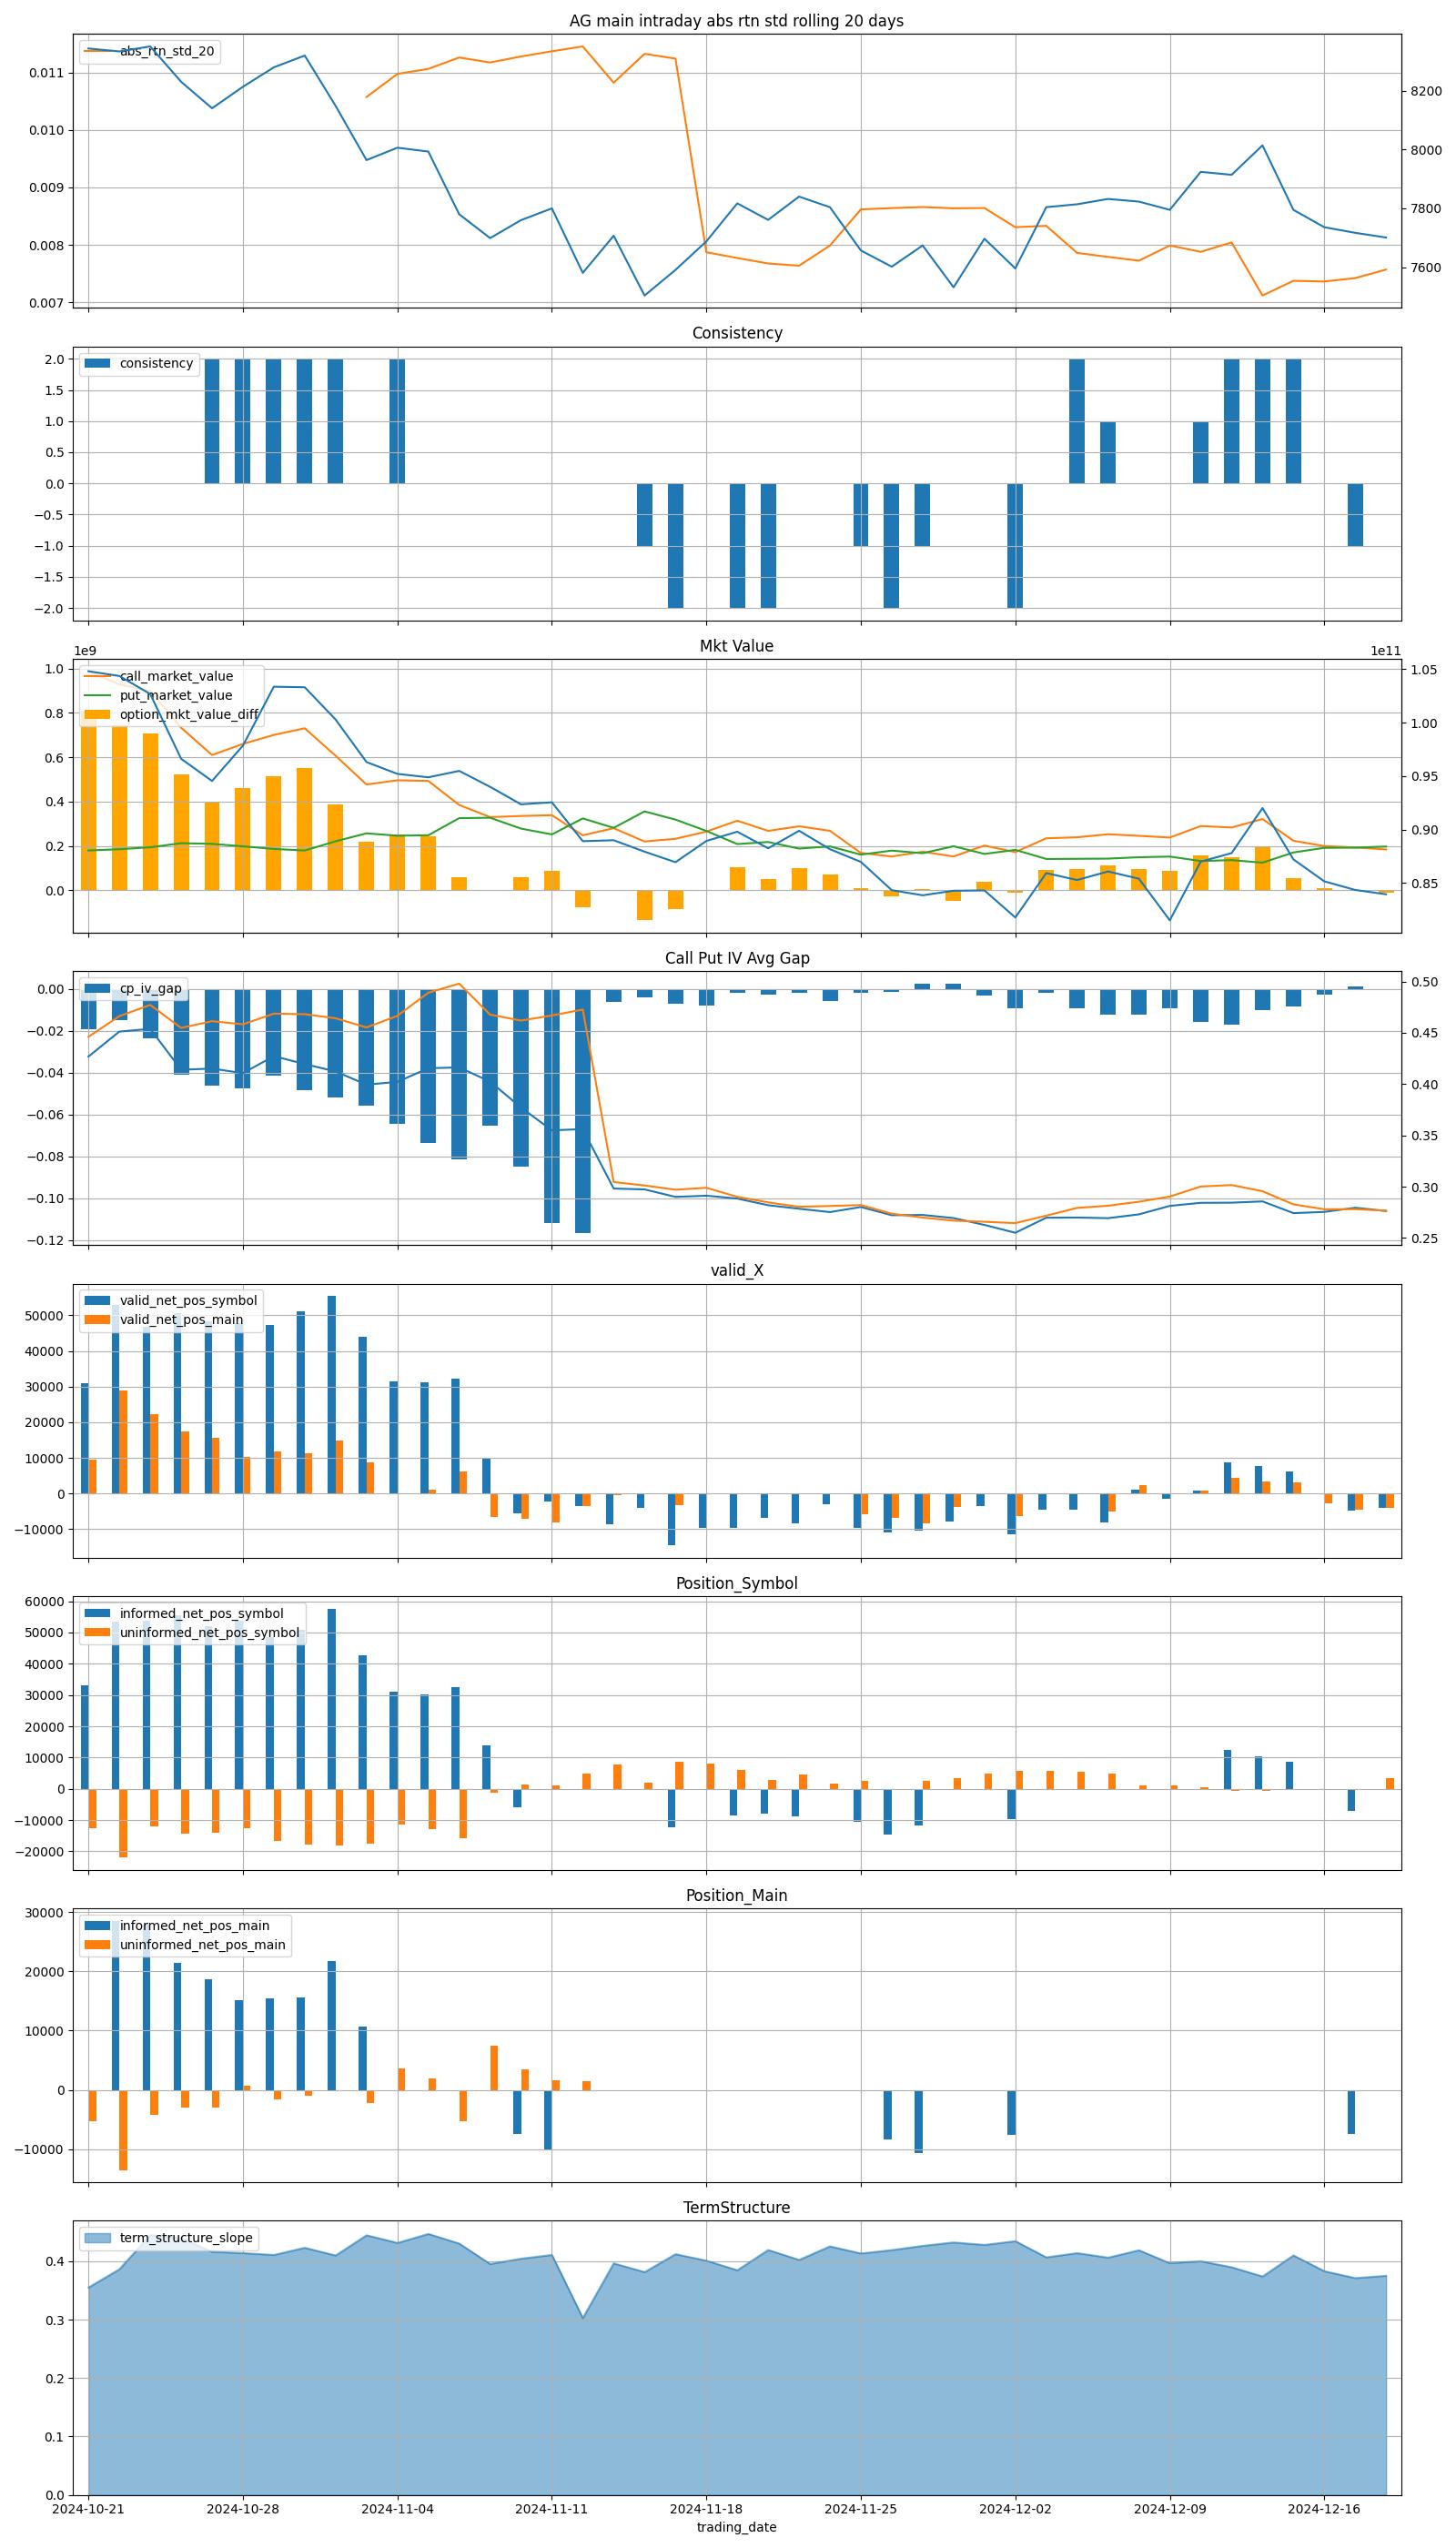 AG main intraday abs rtn std rolling 20 days
abs_rtn_std_20
0.011
0.010
0.009
0.008
0.007
8200
8000
7800
7600
Consistency
consistency
2.0
1.5
1.0
0.5
0.0
−0.5
−1.0
−1.5
−2.0
Mkt Value
1e9
1e11
call_market_value
put_market_value
option_mkt_value_diff
1.0
0.8
0.6
0.4
0.2
0.0
1.05
1.00
0.95
0.90
0.85
Call Put IV Avg Gap
cp_iv_gap
0.00
−0.02
−0.04
−0.06
−0.08
−0.10
−0.12
0.50
0.45
0.40
0.35
0.30
0.25
valid_X
valid_net_pos_symbol
valid_net_pos_main
50000
40000
30000
20000
10000
0
−10000
Position_Symbol
informed_net_pos_symbol
uninformed_net_pos_symbol
60000
50000
40000
30000
20000
10000
0
−10000
−20000
Position_Main
informed_net_pos_main
uninformed_net_pos_main
30000
20000
10000
0
−10000
TermStructure
term_structure_slope
0.4
0.3
0.2
0.1
0.0
2024-10-21 2024-10-28 2024-11-04 2024-11-11 2024-11-18 2024-11-25 2024-12-02 2024-12-09 2024-12-16
trading_date